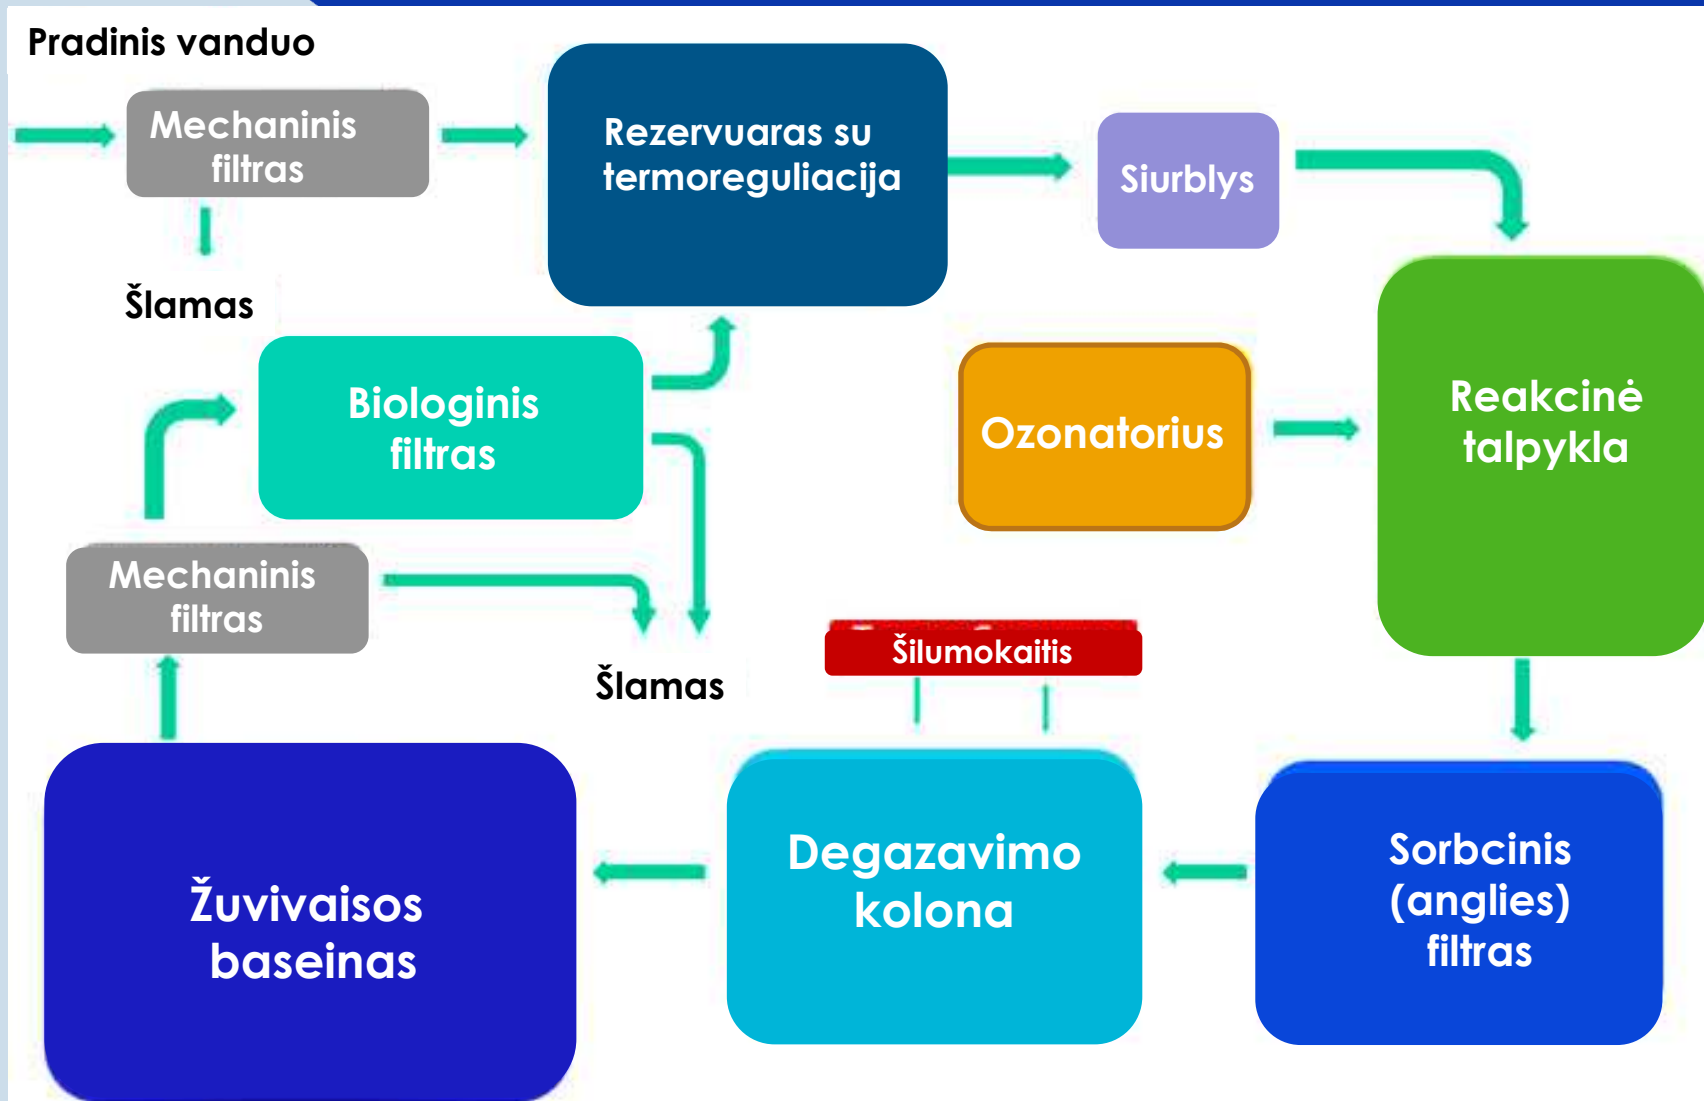 Pradinis vanduo
Mechaninis
filtras
Rezervuaras su
termoreguliacija
Siurblys
Šlamas
Biologinis
filtras
Ozonatorius
Reakcinė
talpykla
Mechaninis
filtras
Šlamas
Šilumokaitis
Žuvivaisos
baseinas
Degazavimo
kolona
Sorbcinis
(anglies)
filtras